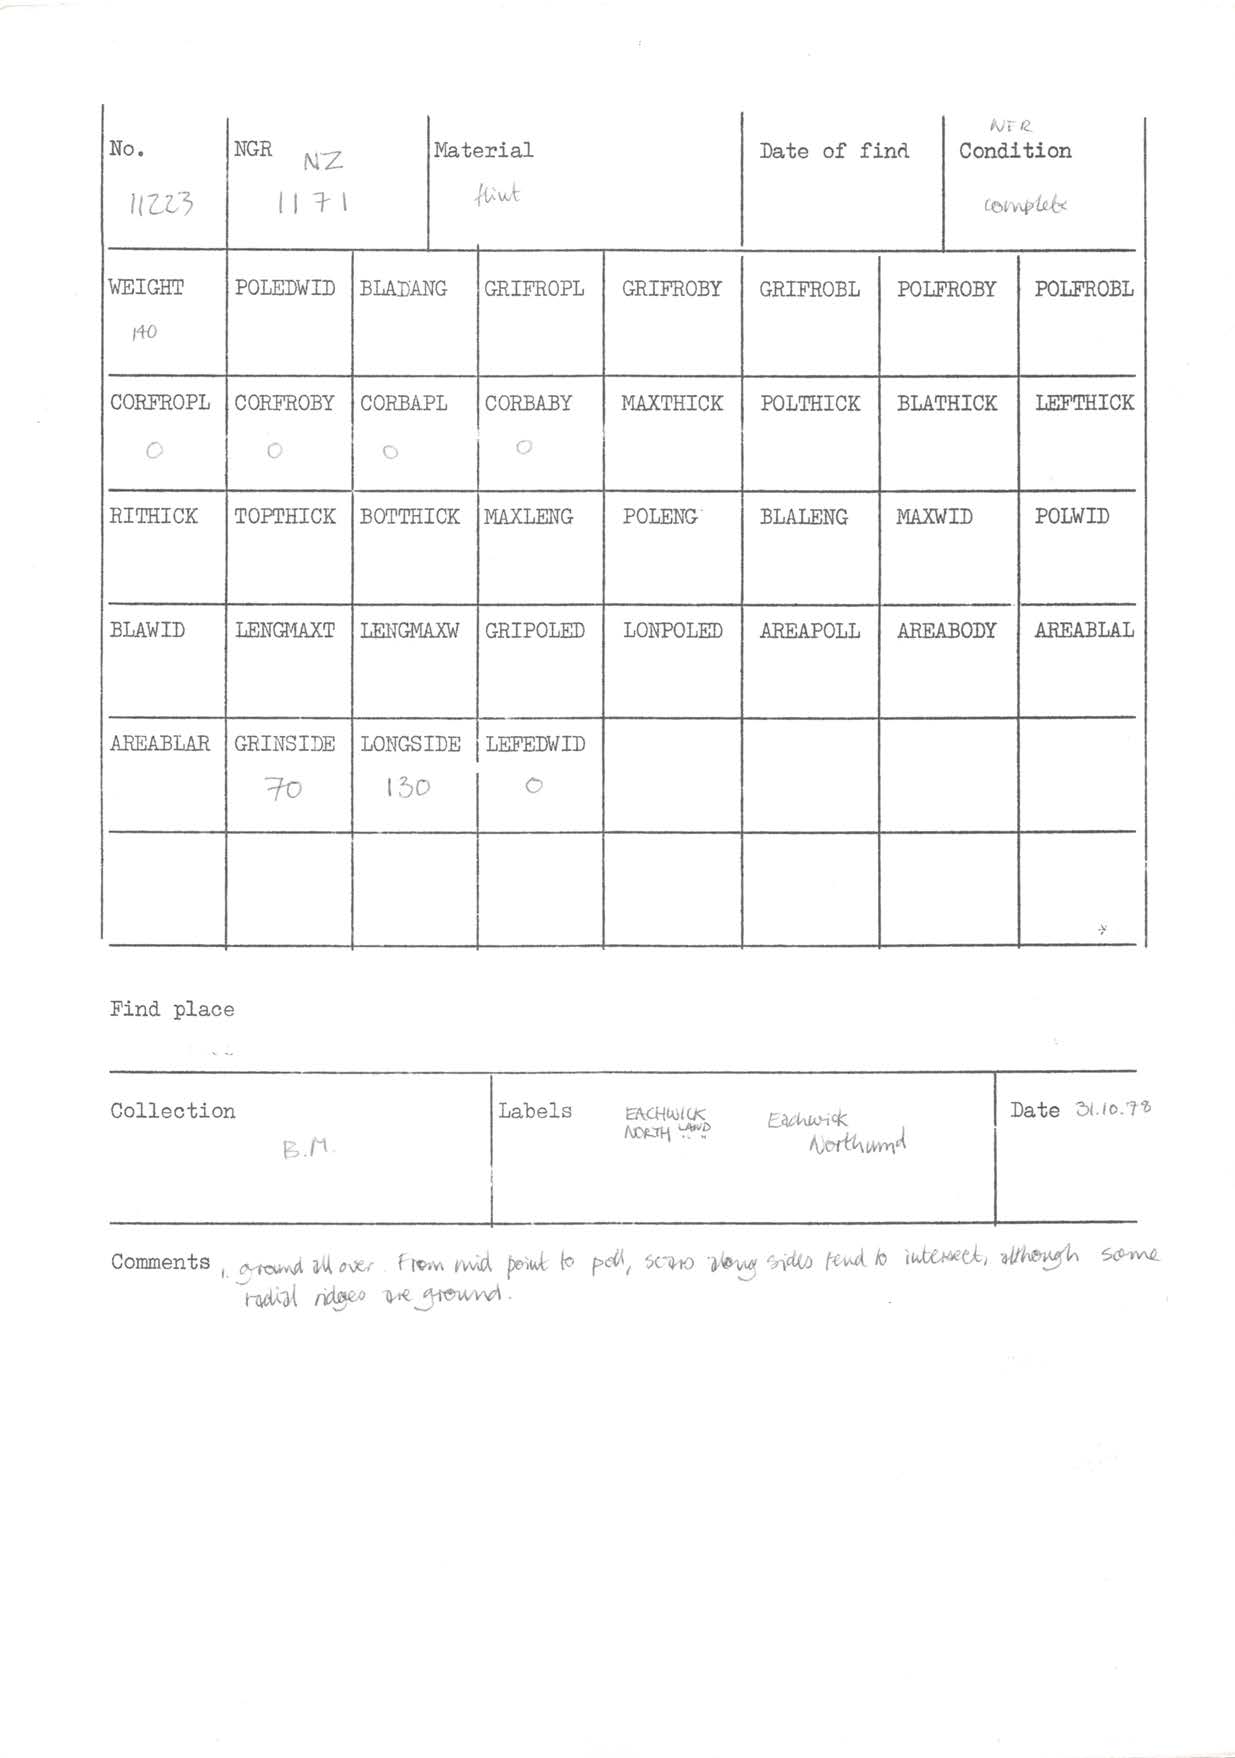 NFR
No. NGR NZ Material Date of find Condition
11223 1171 flint complete
WEIGHT POLEDWID BLADANG GRIFROPL GRIFROBY GRIFROBL POLFROBY POLFROBL
140
CORFROPL CORFROBY CORBAPL CORBABY MAXTHICK POLTHICK BLATHICK LEFTHICK
0 0 0 0
RITHICK TOPTHICK BOTTHICK MAXLENG POLENG BLALENG MAXWID POLWID
BLAWID LENGMAXT LENGMAXW GRIPOLED LONPOLED AREAPOLL AREABODY AREABLAL
AREABLAR GRINSIDE LONGSIDE LEFEDWID
70 130 0
Find place
Collection Labels EACHWICK Eachwick Date 31.10.78
B.M. NORTH LAND Northumd
Comments 1. ground all over. From mid point to poll, scars along sides tend to intersect, although some
radial ridges are ground.